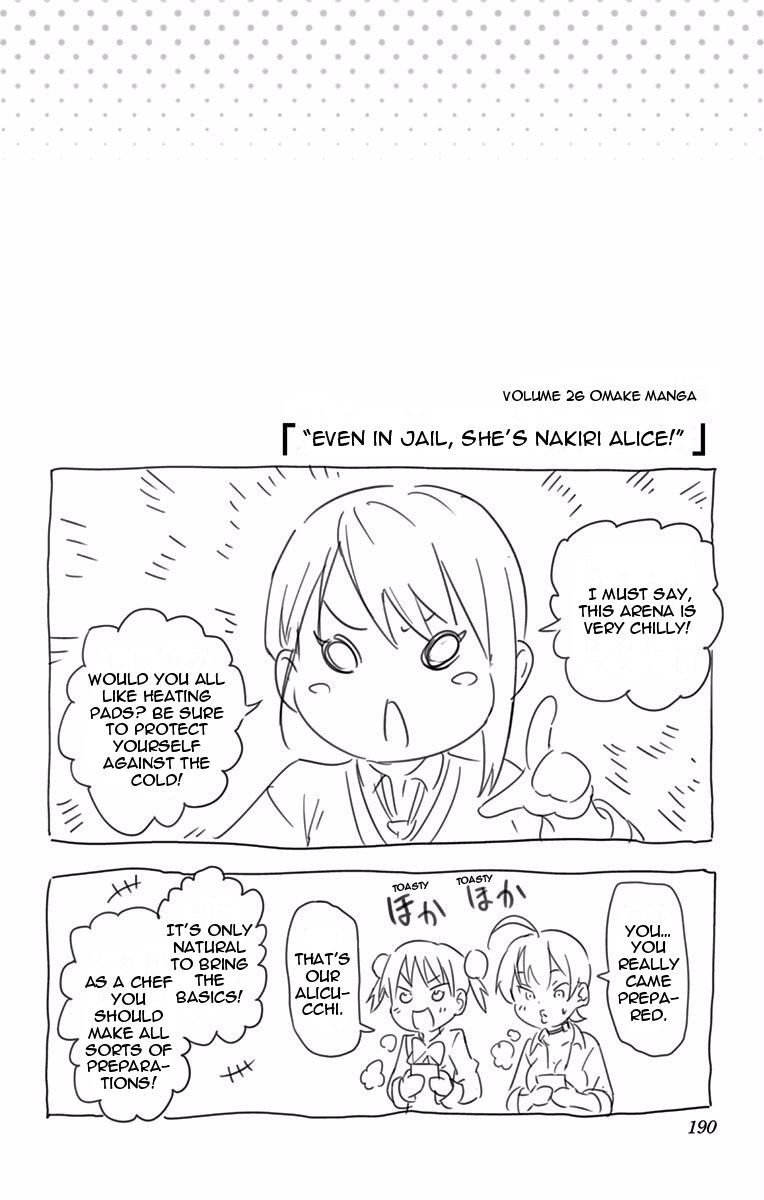 VOLUME 26 OMAKE MANGA
「"EVEN IN JAIL, SHE'S NAKIRI ALICE!"」
I MUST SAY,
THIS ARENA IS
VERY CHILLY!
WOULD YOU ALL
LIKE HEATING
PADS? BE SURE
TO PROTECT
YOURSELF
AGAINST THE
COLD!
YOU...
YOU
REALLY
CAME
PREPA-
RED.
TOASTY
ほか
TOASTY
ほか
THAT'S
OUR
ALICU-
CCHI.
IT'S ONLY
NATURAL
TO BRING
THE
BASICS!
AS A CHEF
YOU
SHOULD
MAKE ALL
SORTS OF
PREPARA-
TIONS!
190